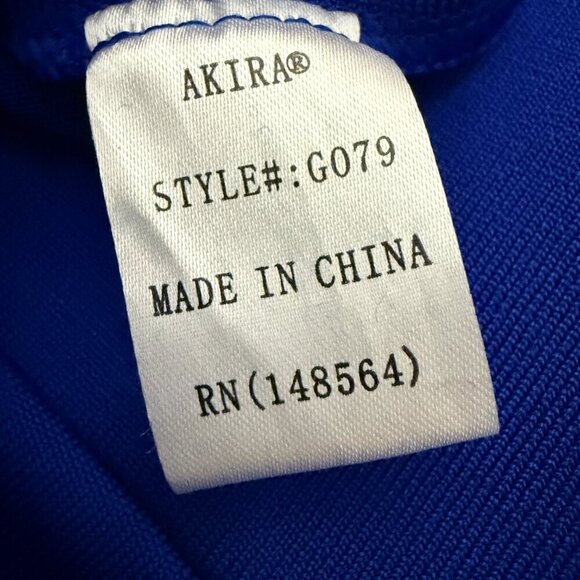 AKIRA®
STYLE#:G079
MADE IN CHINA
RN(148564)